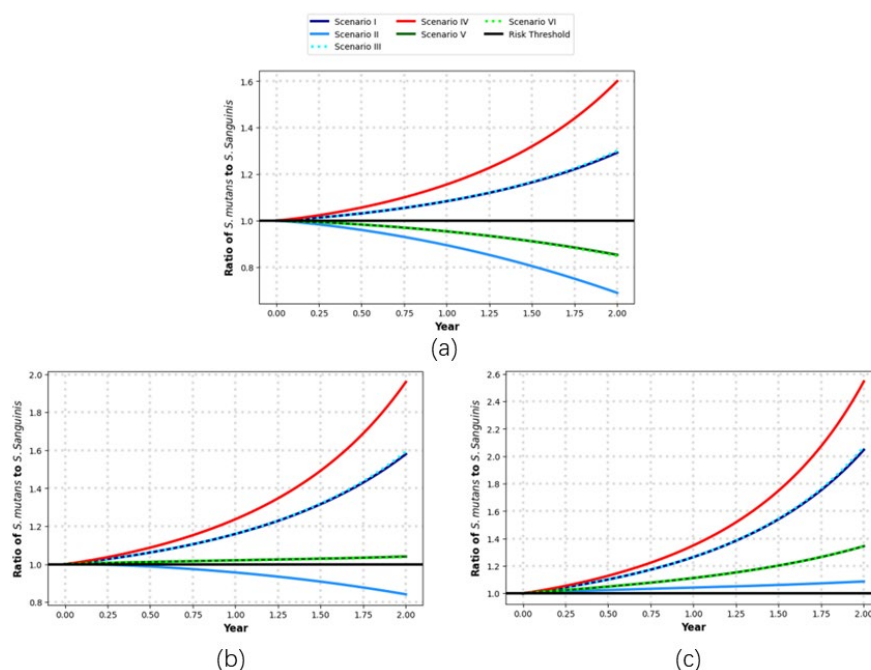 Scenario I Scenario IV Scenario VI
Scenario II Scenario V Risk Threshold
Scenario III
Ratio of S. mutans to S. Sanguinis
1.6
1.4
1.2
1.0
0.8
0.00 0.25 0.50 0.75 1.00 1.25 1.50 1.75 2.00
Year
(a)
Ratio of S. mutans to S. Sanguinis
2.0
1.8
1.6
1.4
1.2
1.0
0.8
0.00 0.25 0.50 0.75 1.00 1.25 1.50 1.75 2.00
Year
(b)
Ratio of S. mutans to S. Sanguinis
2.6
2.4
2.2
2.0
1.8
1.6
1.4
1.2
1.0
0.00 0.25 0.50 0.75 1.00 1.25 1.50 1.75 2.00
Year
(c)